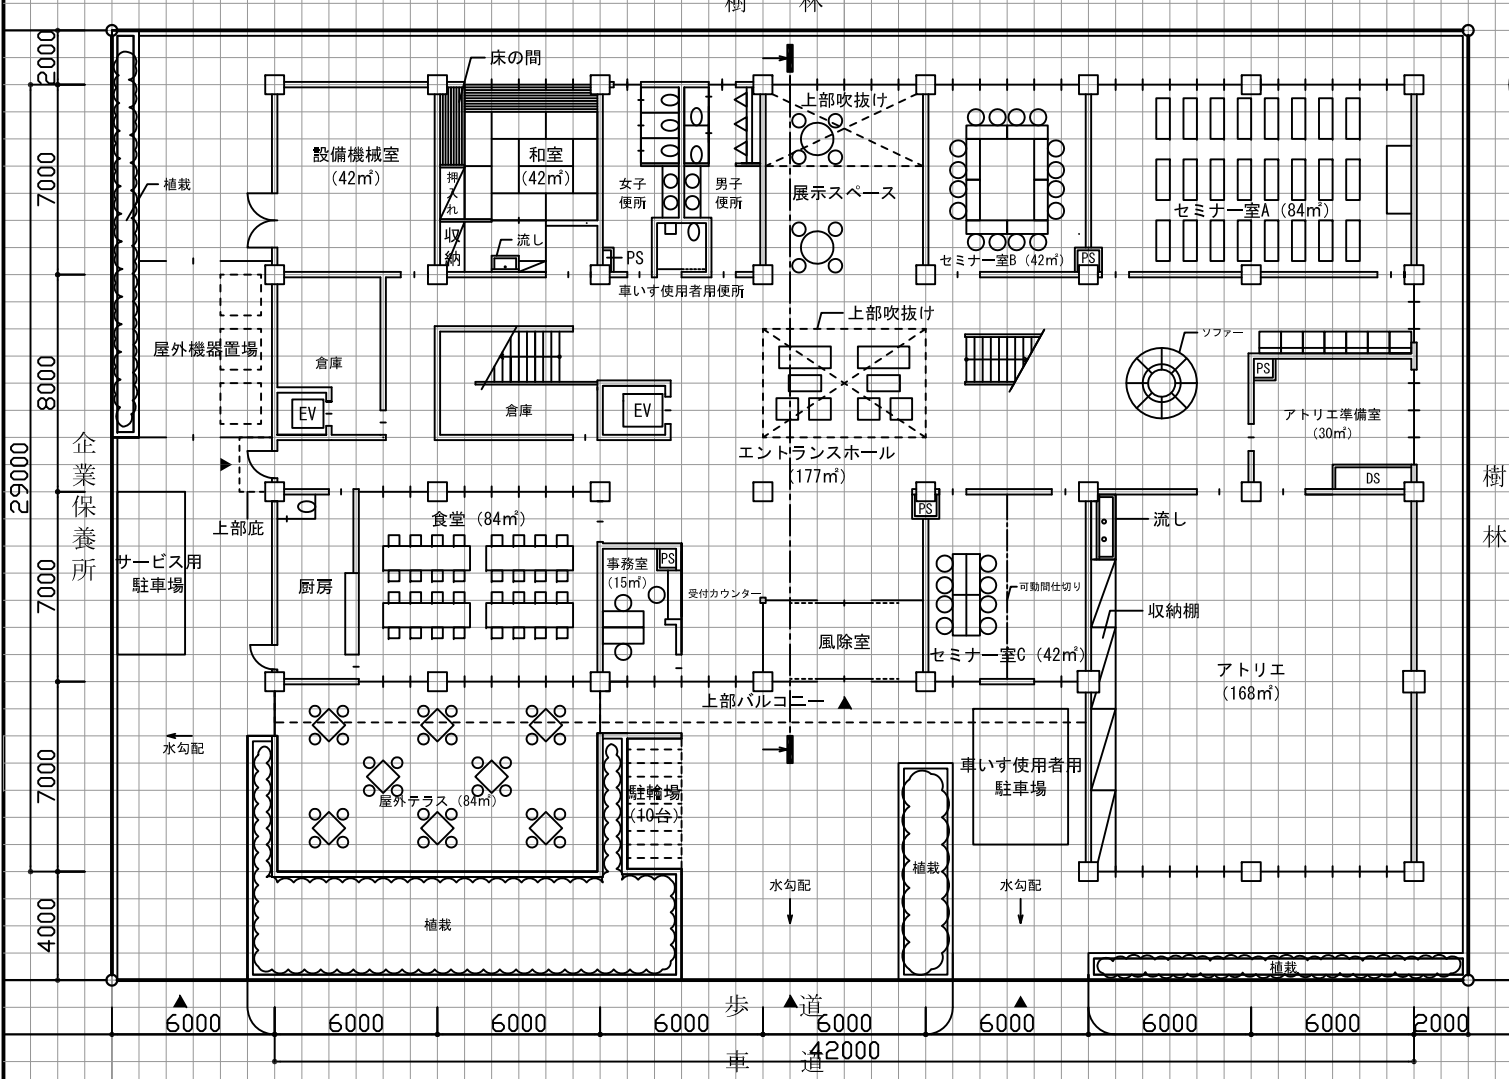 樹 林
2000
床の間
上部吹抜け
7000
設備機械室
(42㎡)
和室
(42㎡)
押入れ
収納
女子
便所
男子
便所
植栽
展示スペース
セミナー室A (84㎡)
流し
PS
セミナー室B (42㎡)
PS
車いす使用者用便所
上部吹抜け
屋外機器置場
倉庫
ソファー
8000
EV
倉庫
EV
PS
アトリエ準備室
(30㎡)
企業保養所
29000
エントランスホール
(177㎡)
DS
樹 林
上部庇
食堂 (84㎡)
PS
流し
サービス用
駐車場
厨房
事務室
(15㎡)
PS
受付カウンター
可動間仕切り
7000
収納棚
風除室
セミナー室C (42㎡)
アトリエ
(168㎡)
上部バルコニー
水勾配
7000
屋外テラス (84㎡)
駐輪場
(10台)
車いす使用者用
駐車場
植栽
水勾配
水勾配
4000
植栽
植栽
歩 道
6000
6000
6000
6000
6000
6000
6000
6000
2000
42000
車 道